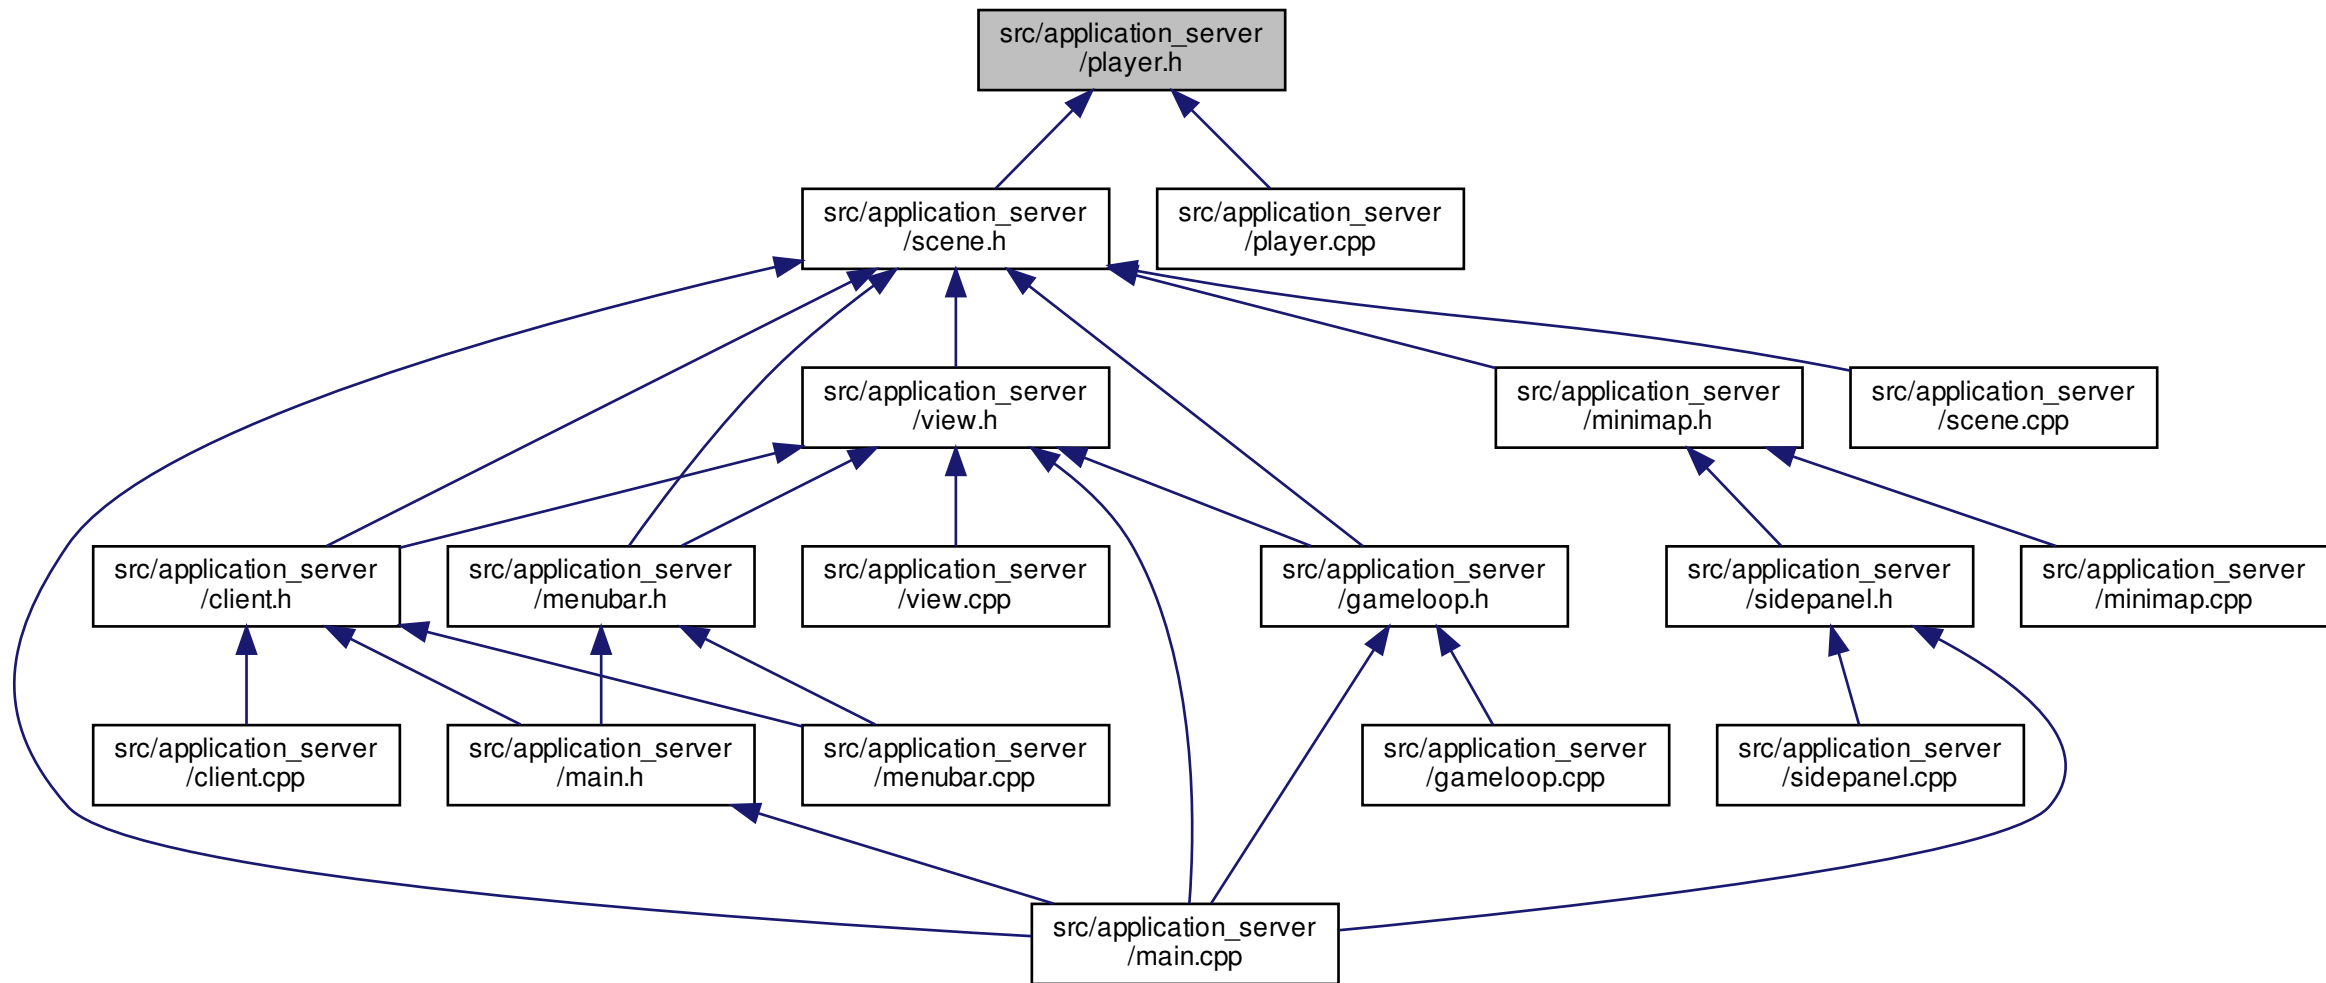 src/application_server
/player.h
src/application_server
/scene.h
src/application_server
/player.cpp
src/application_server
/view.h
src/application_server
/minimap.h
src/application_server
/scene.cpp
src/application_server
/client.h
src/application_server
/menubar.h
src/application_server
/view.cpp
src/application_server
/gameloop.h
src/application_server
/sidepanel.h
src/application_server
/minimap.cpp
src/application_server
/client.cpp
src/application_server
/main.h
src/application_server
/menubar.cpp
src/application_server
/gameloop.cpp
src/application_server
/sidepanel.cpp
src/application_server
/main.cpp